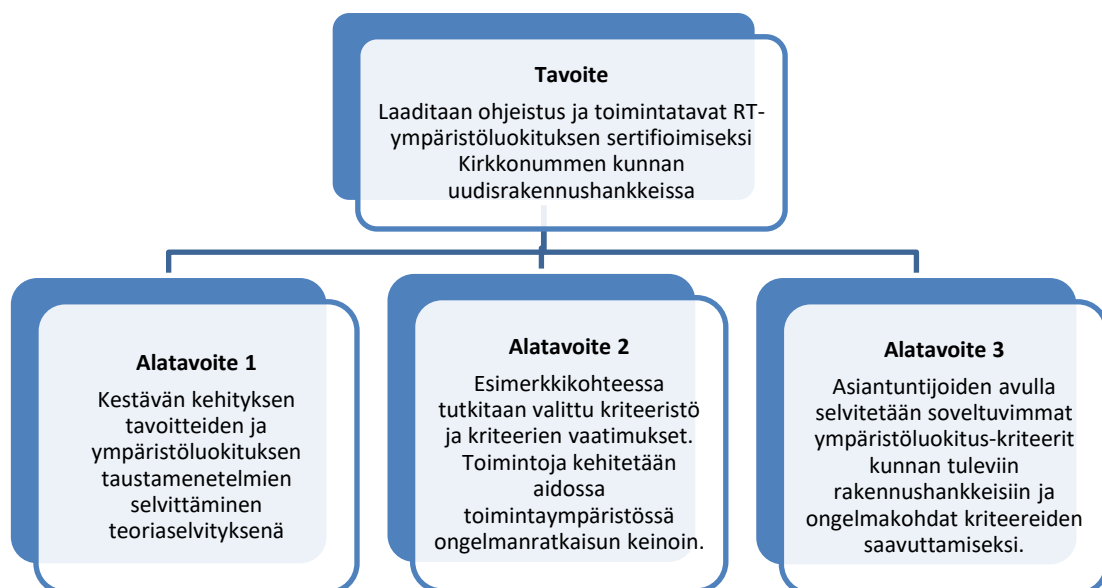 Tavoite
Laaditaan ohjeistus ja toimintatavat RT-
ympäristöluokituksen sertifioimiseksi
Kirkkonummen kunnan
uudisrakennushankkeissa
Alatavoite 1
Kestävän kehityksen
tavoitteiden ja
ympäristöluokituksen
taustamenetelmien
selvittäminen
teoriaselvityksenä
Alatavoite 2
Esimerkkikohteessa
tutkitaan valittu kriteeristö
ja kriteerien vaatimukset.
Toimintoja kehitetään
aidossa
toimintaympäristössä
ongelmanratkaisun keinoin.
Alatavoite 3
Asiantuntijoiden avulla
selvitetään soveltuvimmat
ympäristöluokitus-kriteerit
kunnan tuleviin
rakennushankkeisiin ja
ongelmakohdat kriteereiden
saavuttamiseksi.